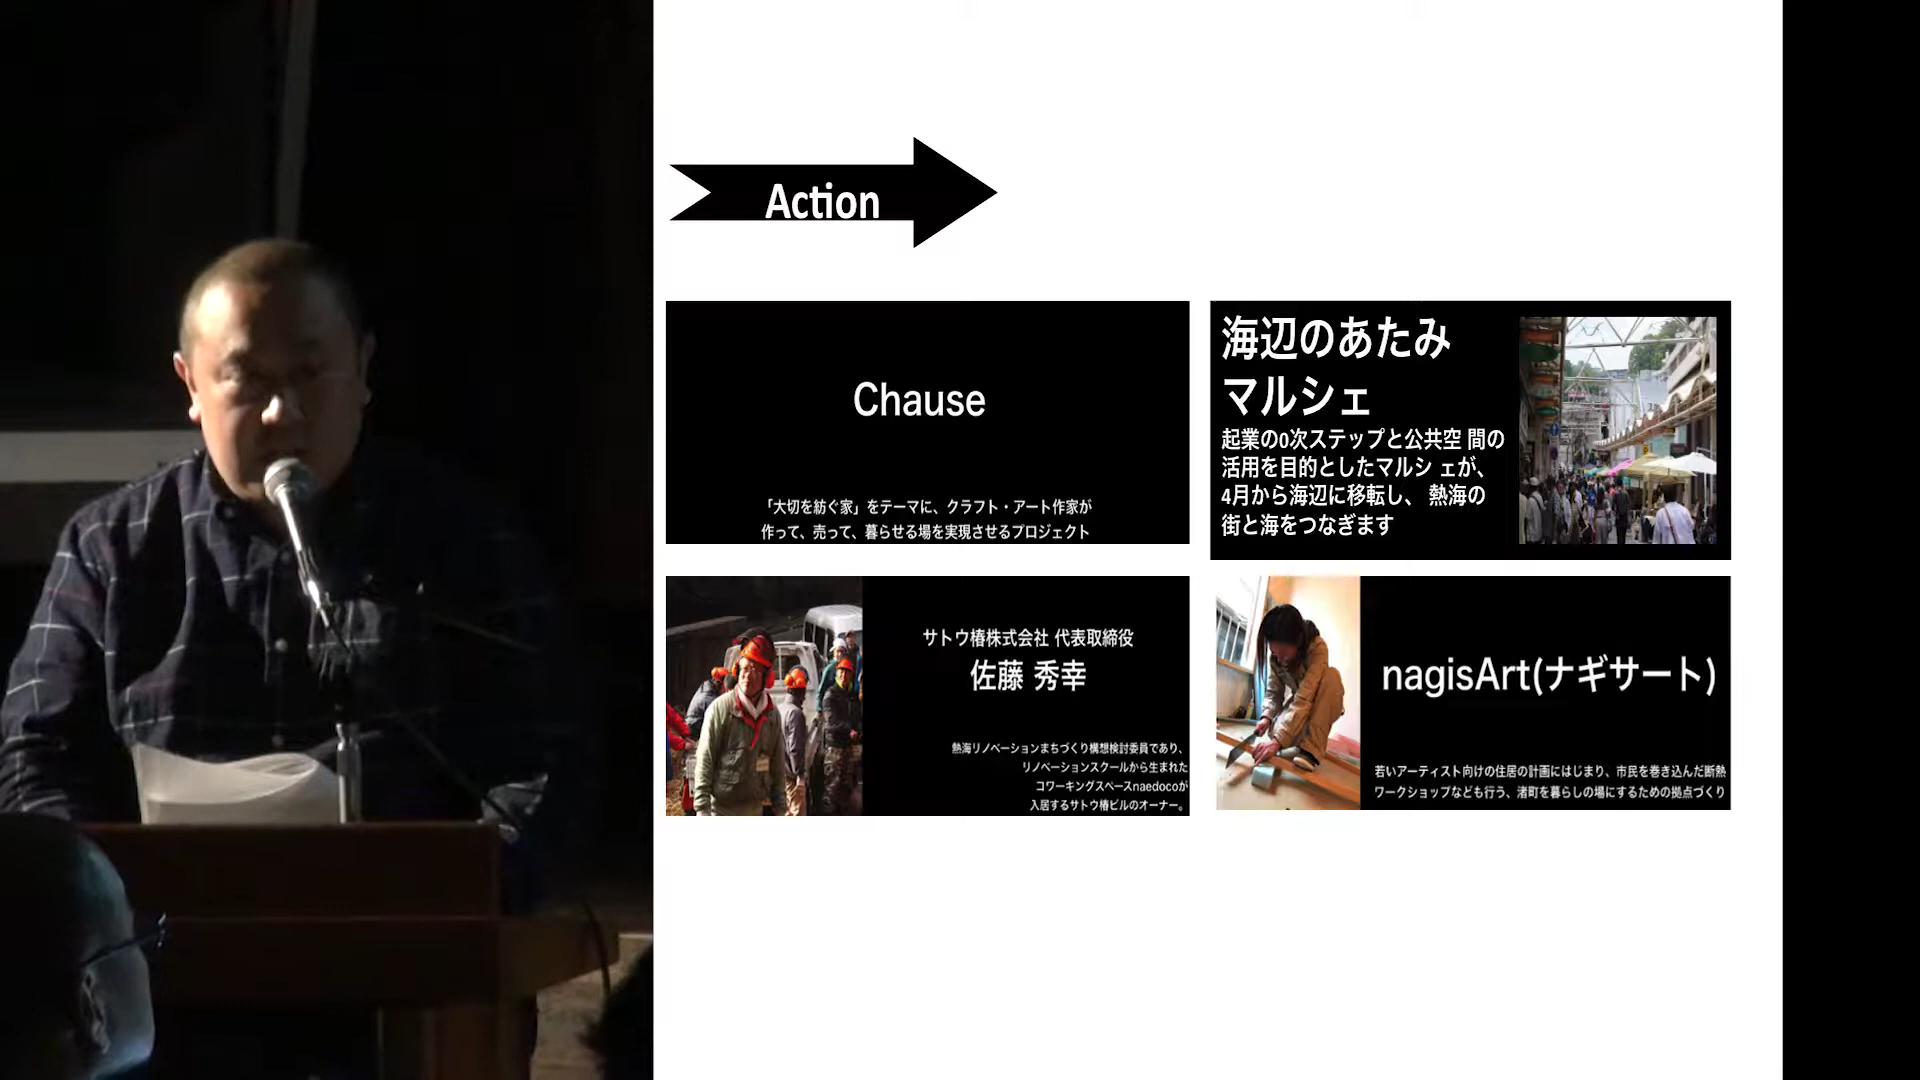 Action
Chause
「大切を紡ぐ家」をテーマに、クラフト・アート作家が
作って、売って、暮らせる場を実現させるプロジェクト
海辺のあたみ
マルシェ
起業の0次ステップと公共空 間の
活用を目的としたマルシ ェが、
4月から海辺に移転し、 熱海の
街と海をつなぎます
サトウ椿株式会社 代表取締役
佐藤 秀幸
熱海リノベーションまちづくり構想検討委員であり、
リノベーションスクールから生まれた
コワーキングスペースnaedocoが
入居するサトウ椿ビルのオーナー。
nagisArt(ナギサート)
若いアーティスト向けの住居の計画にはじまり、市民を巻き込んだ断熱
ワークショップなども行う、渚町を暮らしの場にするための拠点づくり